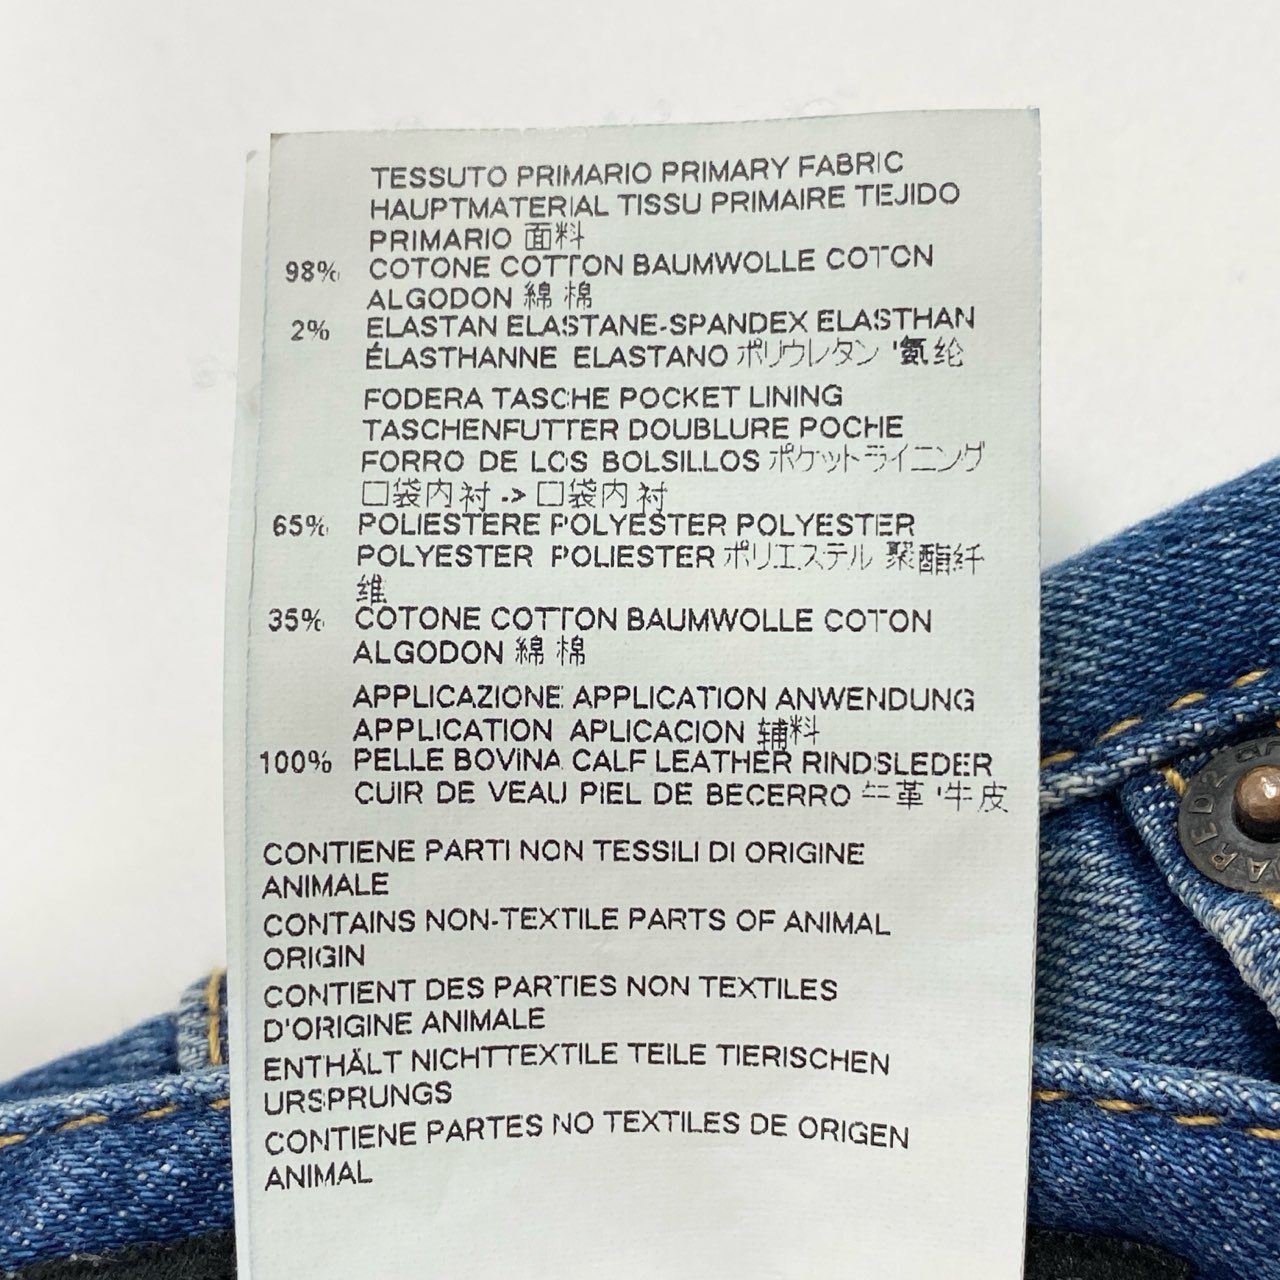 TESSUTO PRIMARIO PRIMARY FABRIC
HAUPTMATERIAL TISSU PRIMAIRE TEJIDO
PRIMARIO 面料
98% COTONE COTTON BAUMWOLLE COTON
ALGODON 綿 棉
2% ELASTAN ELASTANE-SPANDEX ELASTHAN
ÉLASTHANNE ELASTANO ポリウレタン '氨纶
FODERA TASCHE POCKET LINING
TASCHENFUTTER DOUBLURE POCHE
FORRO DE LOS BOLSILLOS ポケットライニング
口袋内衬 -> 口袋内衬
65% POLIESTERE POLYESTER POLYESTER
POLYESTER POLIESTER ポリエステル 聚酯纤
维
35% COTONE COTTON BAUMWOLLE COTON
ALGODON 綿 棉
APPLICAZIONE APPLICATION ANWENDUNG
APPLICATION APLICACION 辅料
100% PELLE BOVINA CALF LEATHER RINDSLEDER
CUIR DE VEAU PIEL DE BECERRO 牛革 '牛皮
CONTIENE PARTI NON TESSILI DI ORIGINE
ANIMALE
CONTAINS NON-TEXTILE PARTS OF ANIMAL
ORIGIN
CONTIENT DES PARTIES NON TEXTILES
D'ORIGINE ANIMALE
ENTHÄLT NICHTTEXTILE TEILE TIERISCHEN
URSPRUNGS
CONTIENE PARTES NO TEXTILES DE ORIGEN
ANIMAL